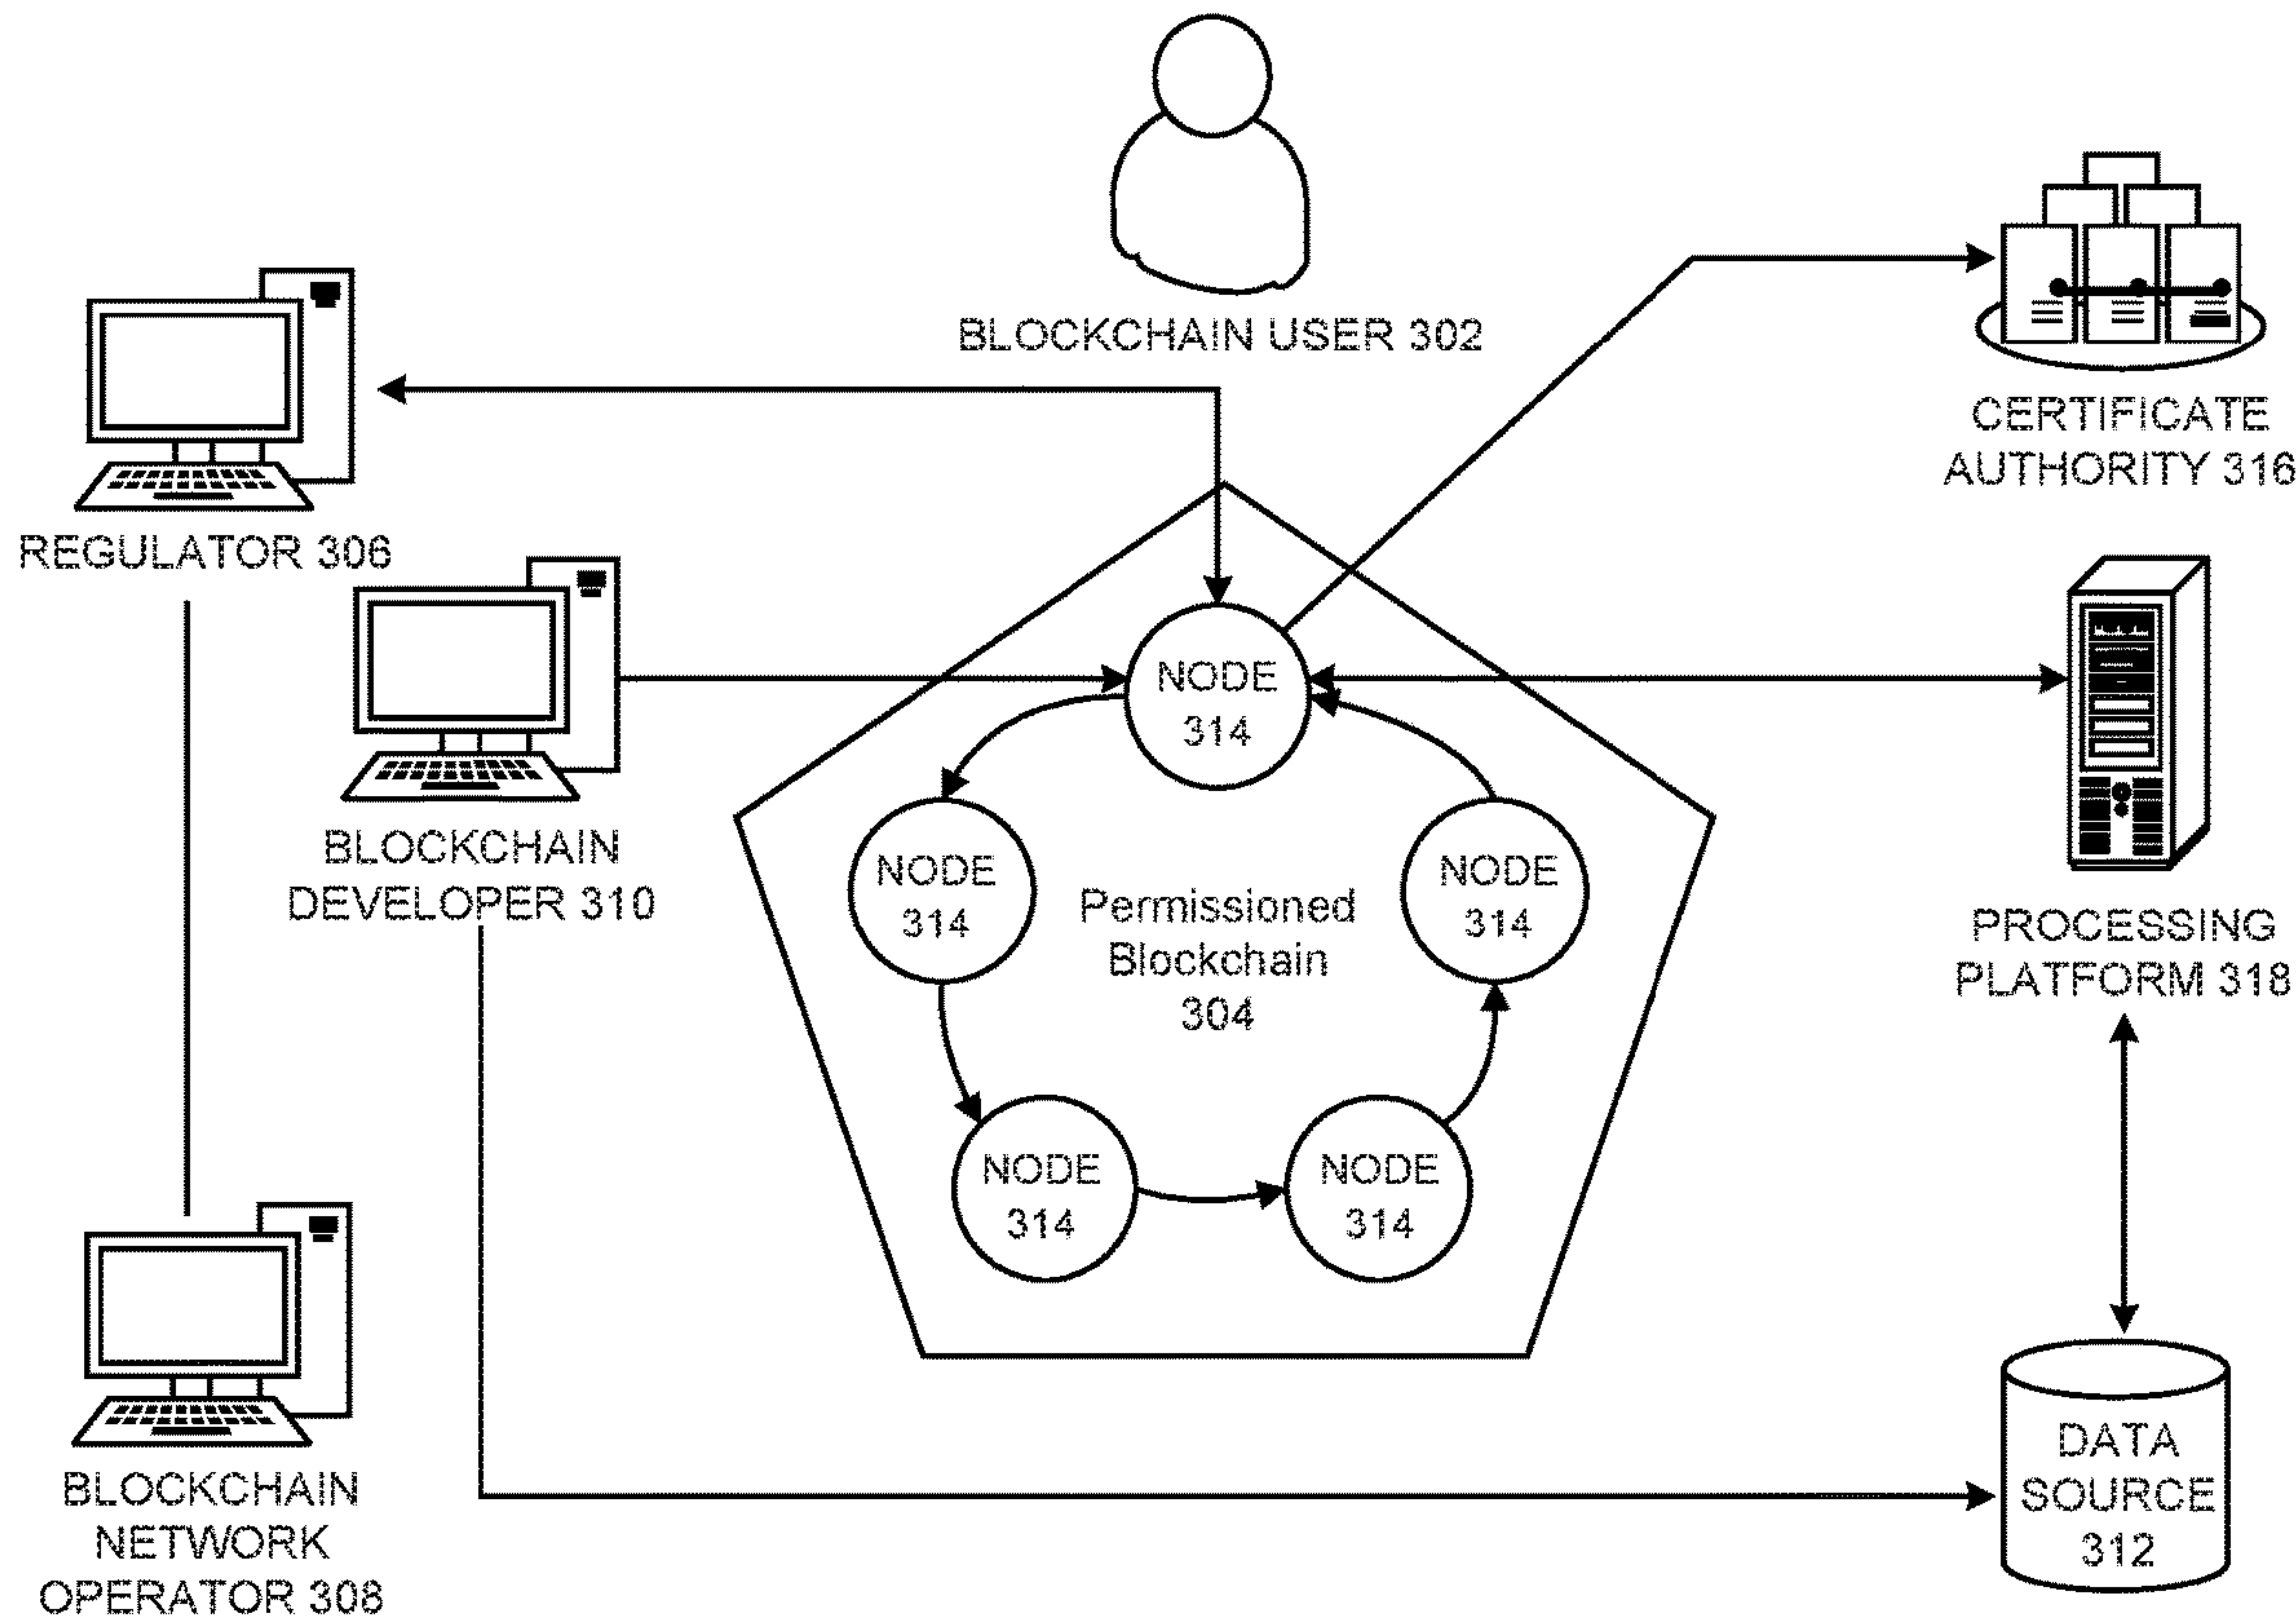 BLOCKCHAIN USER 302
CERTIFICATE
AUTHORITY 316
REGULATOR 306
NODE
314
BLOCKCHAIN
DEVELOPER 310
NODE
314
Permissioned
Blockchain
304
NODE
314
PROCESSING
PLATFORM 318
NODE
314
NODE
314
BLOCKCHAIN
NETWORK
OPERATOR 308
DATA
SOURCE
312